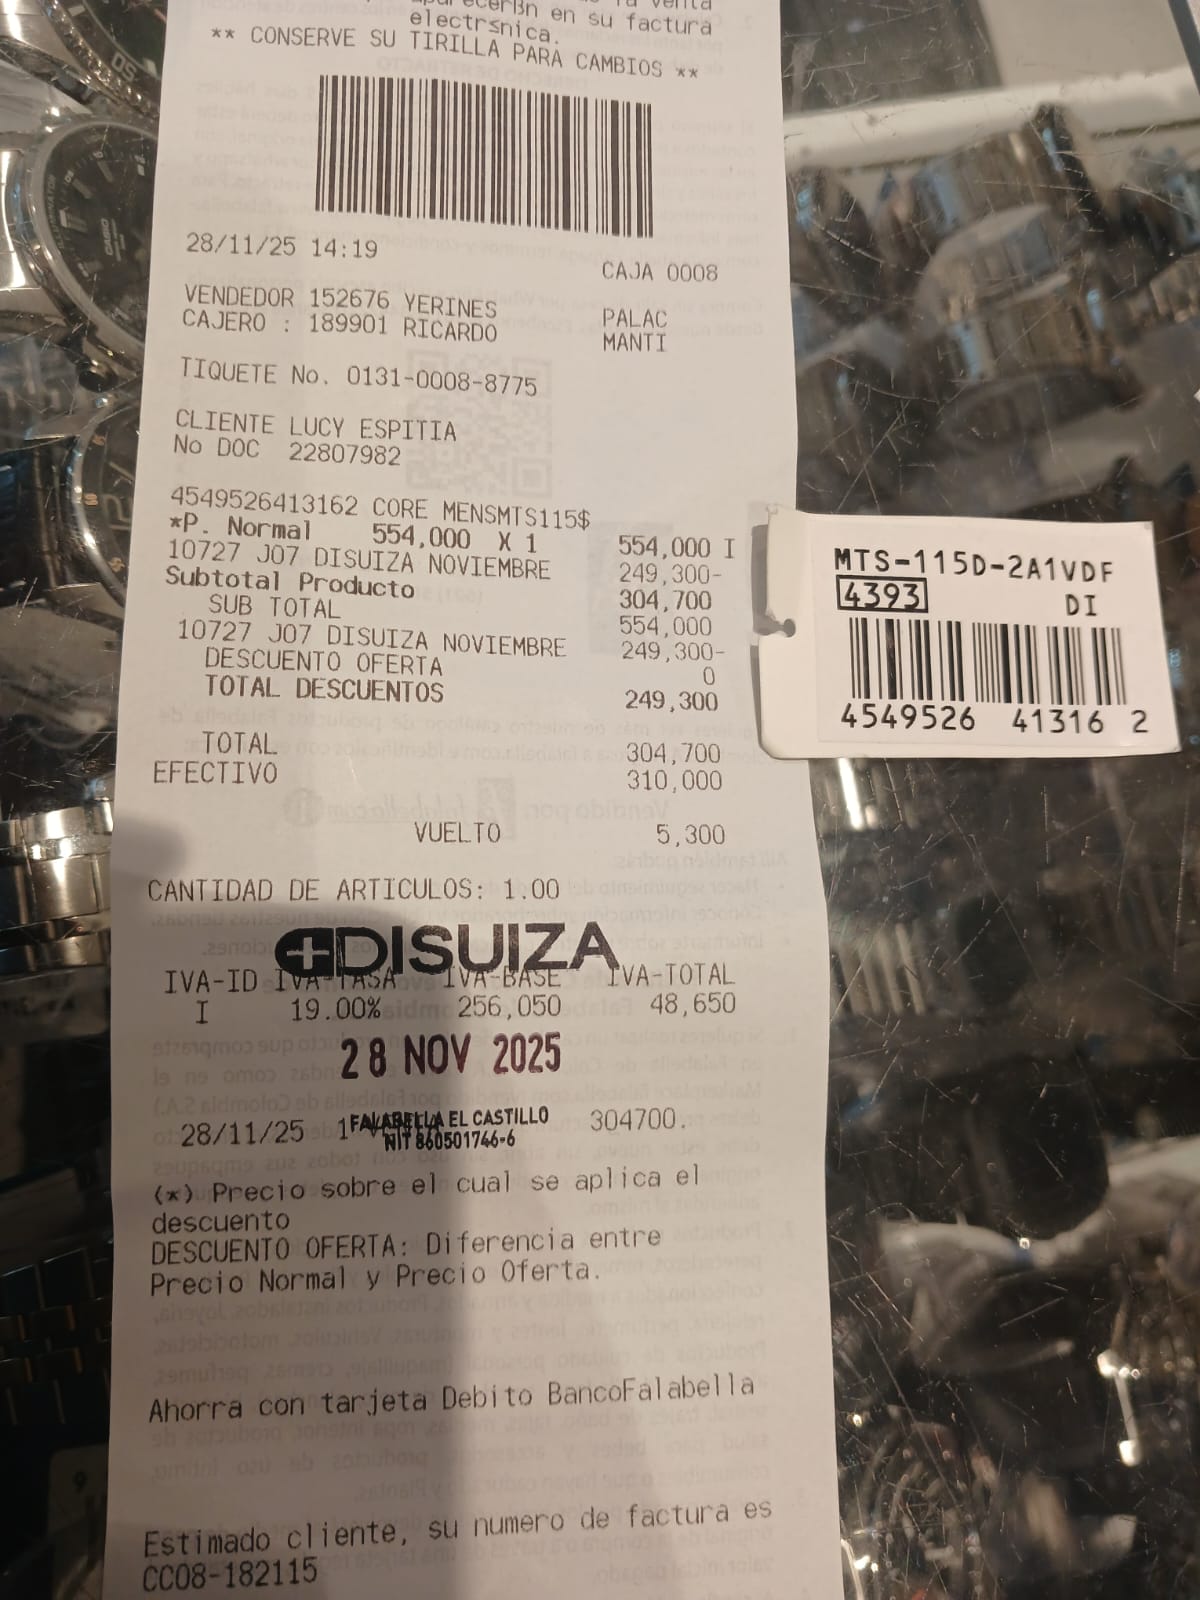 en su factura
electrsnica.
** CONSERVE SU TIRILLA PARA CAMBIOS **
28/11/25 14:19
CAJA 0008
VENDEDOR 152676 YERINES PALAC
CAJERO : 189901 RICARDO MANTI
TIQUETE No. 0131-0008-8775
CLIENTE LUCY ESPITIA
No DOC 22807982
4549526413162 CORE MENSMTS115$
*P. Normal 554,000 X 1 554,000 I
10727 J07 DISUIZA NOVIEMBRE 249,300-
Subtotal Producto 304,700
SUB TOTAL 554,000
10727 J07 DISUIZA NOVIEMBRE 249,300-
DESCUENTO OFERTA 0
TOTAL DESCUENTOS 249,300
TOTAL 304,700
EFECTIVO 310,000
VUELTO 5,300
CANTIDAD DE ARTICULOS: 1.00
DISUIZA
IVA-ID IVA-TASA IVA-BASE IVA-TOTAL
I 19.00% 256,050 48,650
28 NOV 2025
FALABELLA EL CASTILLO
NIT 860501746-6
28/11/25 304700.
(*) Precio sobre el cual se aplica el
descuento
DESCUENTO OFERTA: Diferencia entre
Precio Normal y Precio Oferta.
Ahorra con tarjeta Debito BancoFalabella
Estimado cliente, su numero de factura es
CC08-182115
MTS-115D-2A1VDF
4393 DI
4549526 41316 2
CASIO